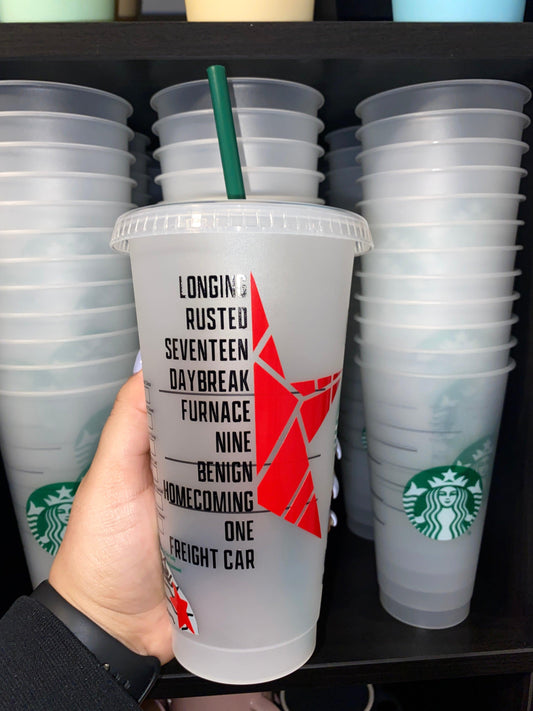 LONGING
RUSTED
SEVENTEEN
DAYBREAK
FURNACE
NINE
BENIGN
HOMECOMING
ONE
FREIGHT CAR